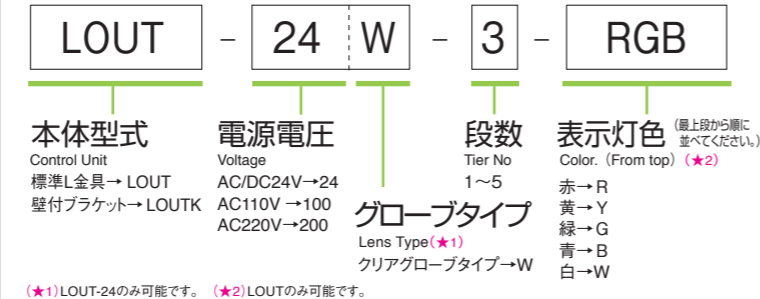 LOUT - 24 W - 3 - RGB
本体型式
Control Unit
標準L金具→ LOUT
壁付ブラケット→ LOUTK
電源電圧
Voltage
AC/DC24V→24
AC110V →100
AC220V→200
グローブタイプ
Lens Type(★1)
クリアグローブタイプ→W
段数
Tier No
1〜5
表示灯色 (最上段から順に
並べてください。)
Color. (From top) (★2)
赤→R
黄→Y
緑→G
青→B
白→W
(★1)LOUT-24のみ可能です。 (★2)LOUTのみ可能です。